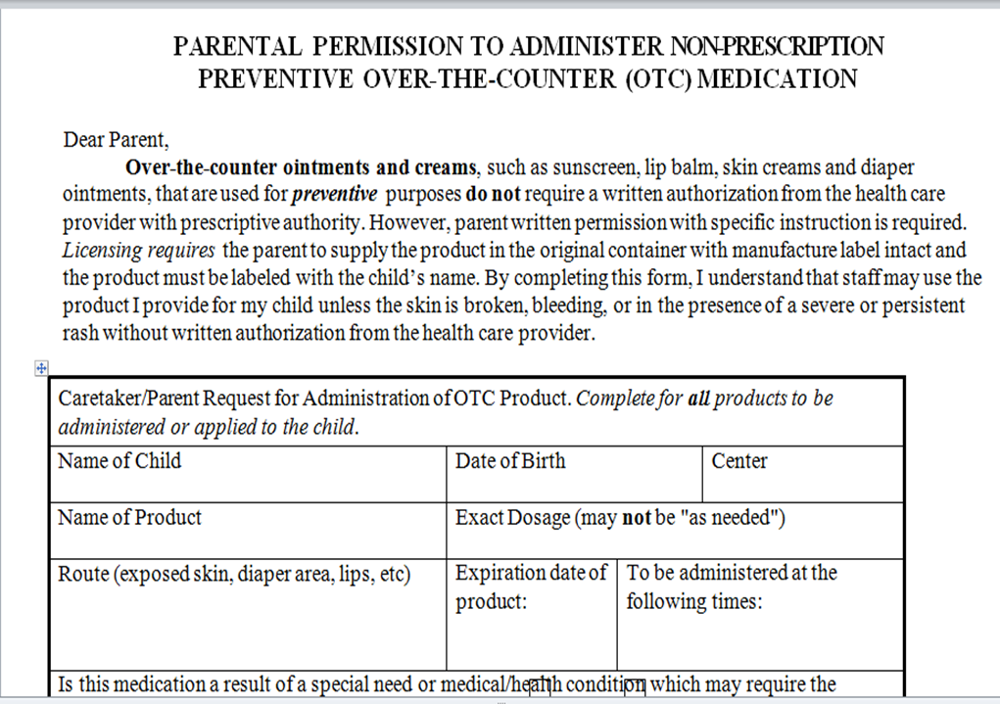 PARENTAL PERMISSION TO ADMINISTER NON-PRESCRIPTION
PREVENTIVE OVER-THE-COUNTER (OTC) MEDICATION
Dear Parent,
Over-the-counter ointments and creams, such as sunscreen, lip balm, skin creams and diaper
ointments, that are used for preventive purposes do not require a written authorization from the health care
provider with prescriptive authority. However, parent written permission with specific instruction is required.
Licensing requires the parent to supply the product in the original container with manufacture label intact and
the product must be labeled with the child's name. By completing this form, I understand that staff may use the
product I provide for my child unless the skin is broken, bleeding, or in the presence of a severe or persistent
rash without written authorization from the health care provider.
Caretaker/Parent Request for Administration of OTC Product. Complete for all products to be
administered or applied to the child.
Name of Child
Date of Birth
Center
Name of Product
Exact Dosage (may not be "as needed")
Route (exposed skin, diaper area, lips, etc)
Expiration date of
product:
To be administered at the
following times:
Is this medication a result of a special need or medical/health condition which may require the